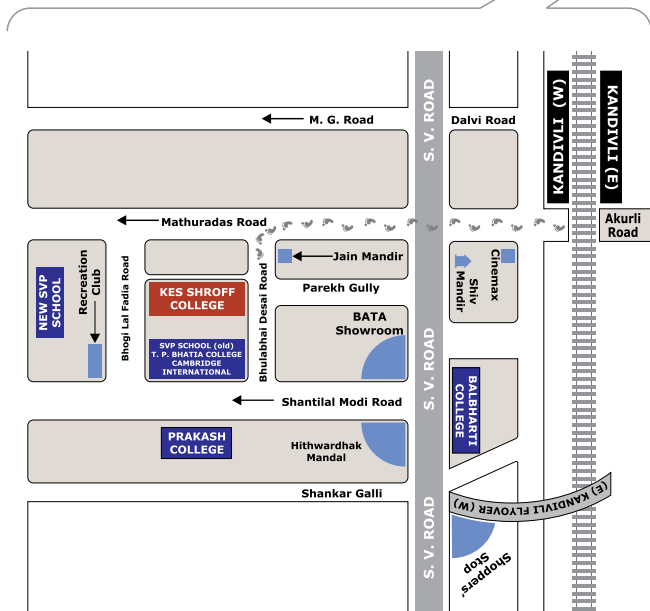 S. V. ROAD
KANDIVLI (W)
KANDIVLI (E)
M. G. Road
Dalvi Road
Mathuradas Road
Akurli
Road
NEW SVP
SCHOOL
Recreation
Club
Bhogi Lal Fadia Road
KES SHROFF
COLLEGE
SVP SCHOOL (old)
T. P. BHATIA COLLEGE
CAMBRIDGE
INTERNATIONAL
Bhulabhai Desai Road
Jain Mandir
Parekh Gully
BATA
Showroom
S. V. ROAD
Shiv
Mandir
Cinemax
Shantilal Modi Road
BALBHARTI
COLLEGE
PRAKASH
COLLEGE
Hithwardhak
Mandal
Shankar Galli
S. V. ROAD
(E) KANDIVLI FLYOVER (W)
Shoppers'
Stop